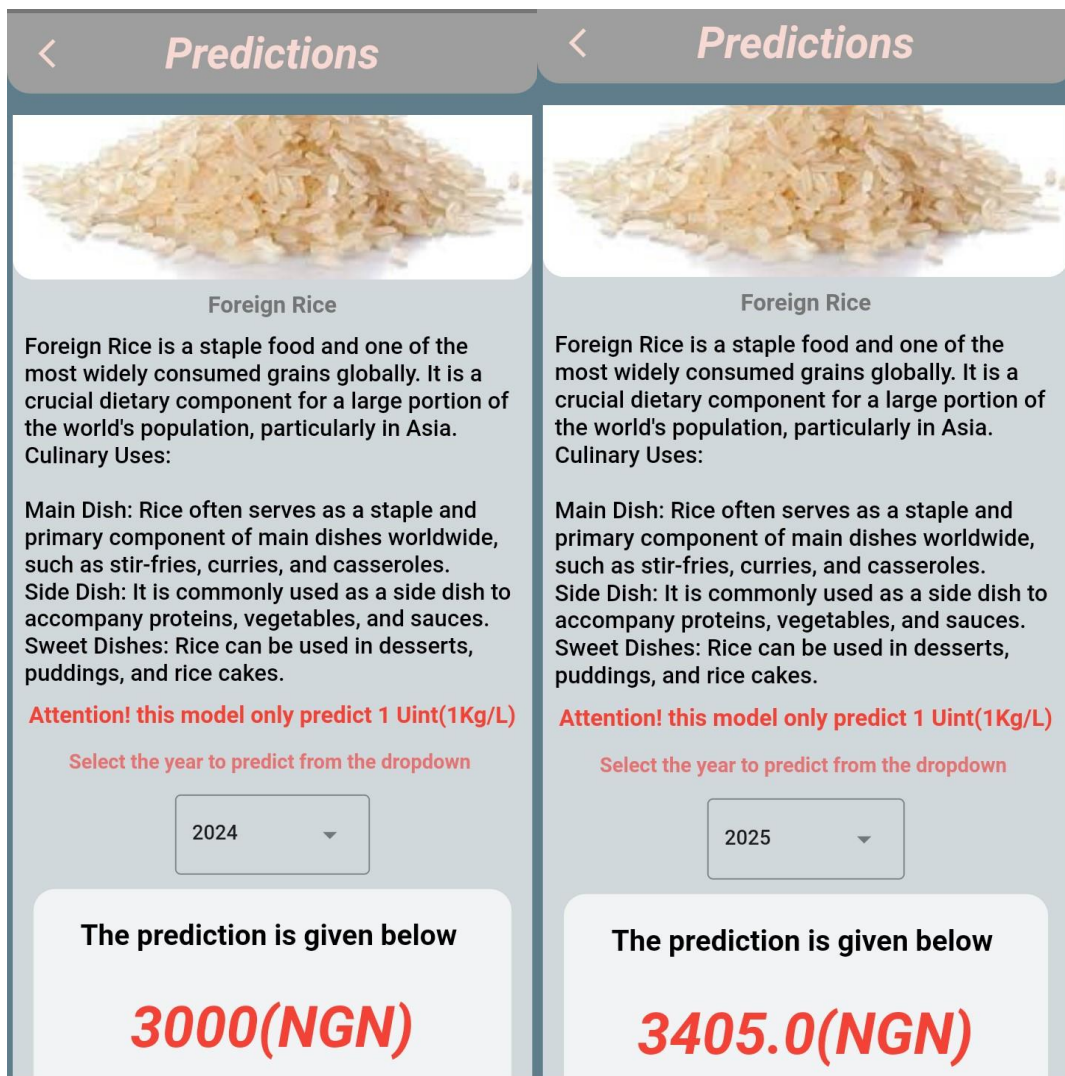 Predictions
Foreign Rice
Foreign Rice is a staple food and one of the
most widely consumed grains globally. It is a
crucial dietary component for a large portion of
the world's population, particularly in Asia.
Culinary Uses:
Main Dish: Rice often serves as a staple and
primary component of main dishes worldwide,
such as stir-fries, curries, and casseroles.
Side Dish: It is commonly used as a side dish to
accompany proteins, vegetables, and sauces.
Sweet Dishes: Rice can be used in desserts,
puddings, and rice cakes.
Attention! this model only predict 1 Uint(1Kg/L)
Select the year to predict from the dropdown
2024
The prediction is given below
3000(NGN)
Predictions
Foreign Rice
Foreign Rice is a staple food and one of the
most widely consumed grains globally. It is a
crucial dietary component for a large portion of
the world's population, particularly in Asia.
Culinary Uses:
Main Dish: Rice often serves as a staple and
primary component of main dishes worldwide,
such as stir-fries, curries, and casseroles.
Side Dish: It is commonly used as a side dish to
accompany proteins, vegetables, and sauces.
Sweet Dishes: Rice can be used in desserts,
puddings, and rice cakes.
Attention! this model only predict 1 Uint(1Kg/L)
Select the year to predict from the dropdown
2025
The prediction is given below
3405.0(NGN)